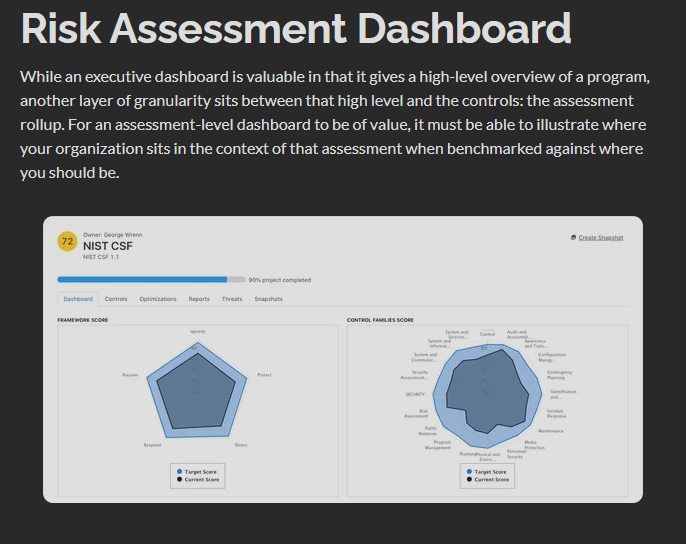 Risk Assessment Dashboard
While an executive dashboard is valuable in that it gives a high-level overview of a program,
another layer of granularity sits between that high level and the controls: the assessment
rollup. For an assessment-level dashboard to be of value, it must be able to illustrate where
your organization sits in the context of that assessment when benchmarked against where
you should be.
72
Owner: George Wrenn
NIST CSF
NIST CSF 1.1
Create Snapshot
90% project completed
Dashboard Controls Optimizations Reports Threats Snapshots
FRAMEWORK SCORE
Identify
Protect
Detect
Respond
Recover
Target Score
Current Score
CONTROL FAMILIES SCORE
Control
Audit and
Accountab...
Awareness
and Train...
Configuration
Manag...
Contingency
Planning
Identification
and ...
Incident
Response
Maintenance
Media
Protection
Personnel
Security
Physical and
Planning
Program
Management
Public
Relations
Risk
Assessment
SECURITY
Security
Assessment...
System and
Communic...
System and
Informat...
System and
Services...
Target Score
Current Score